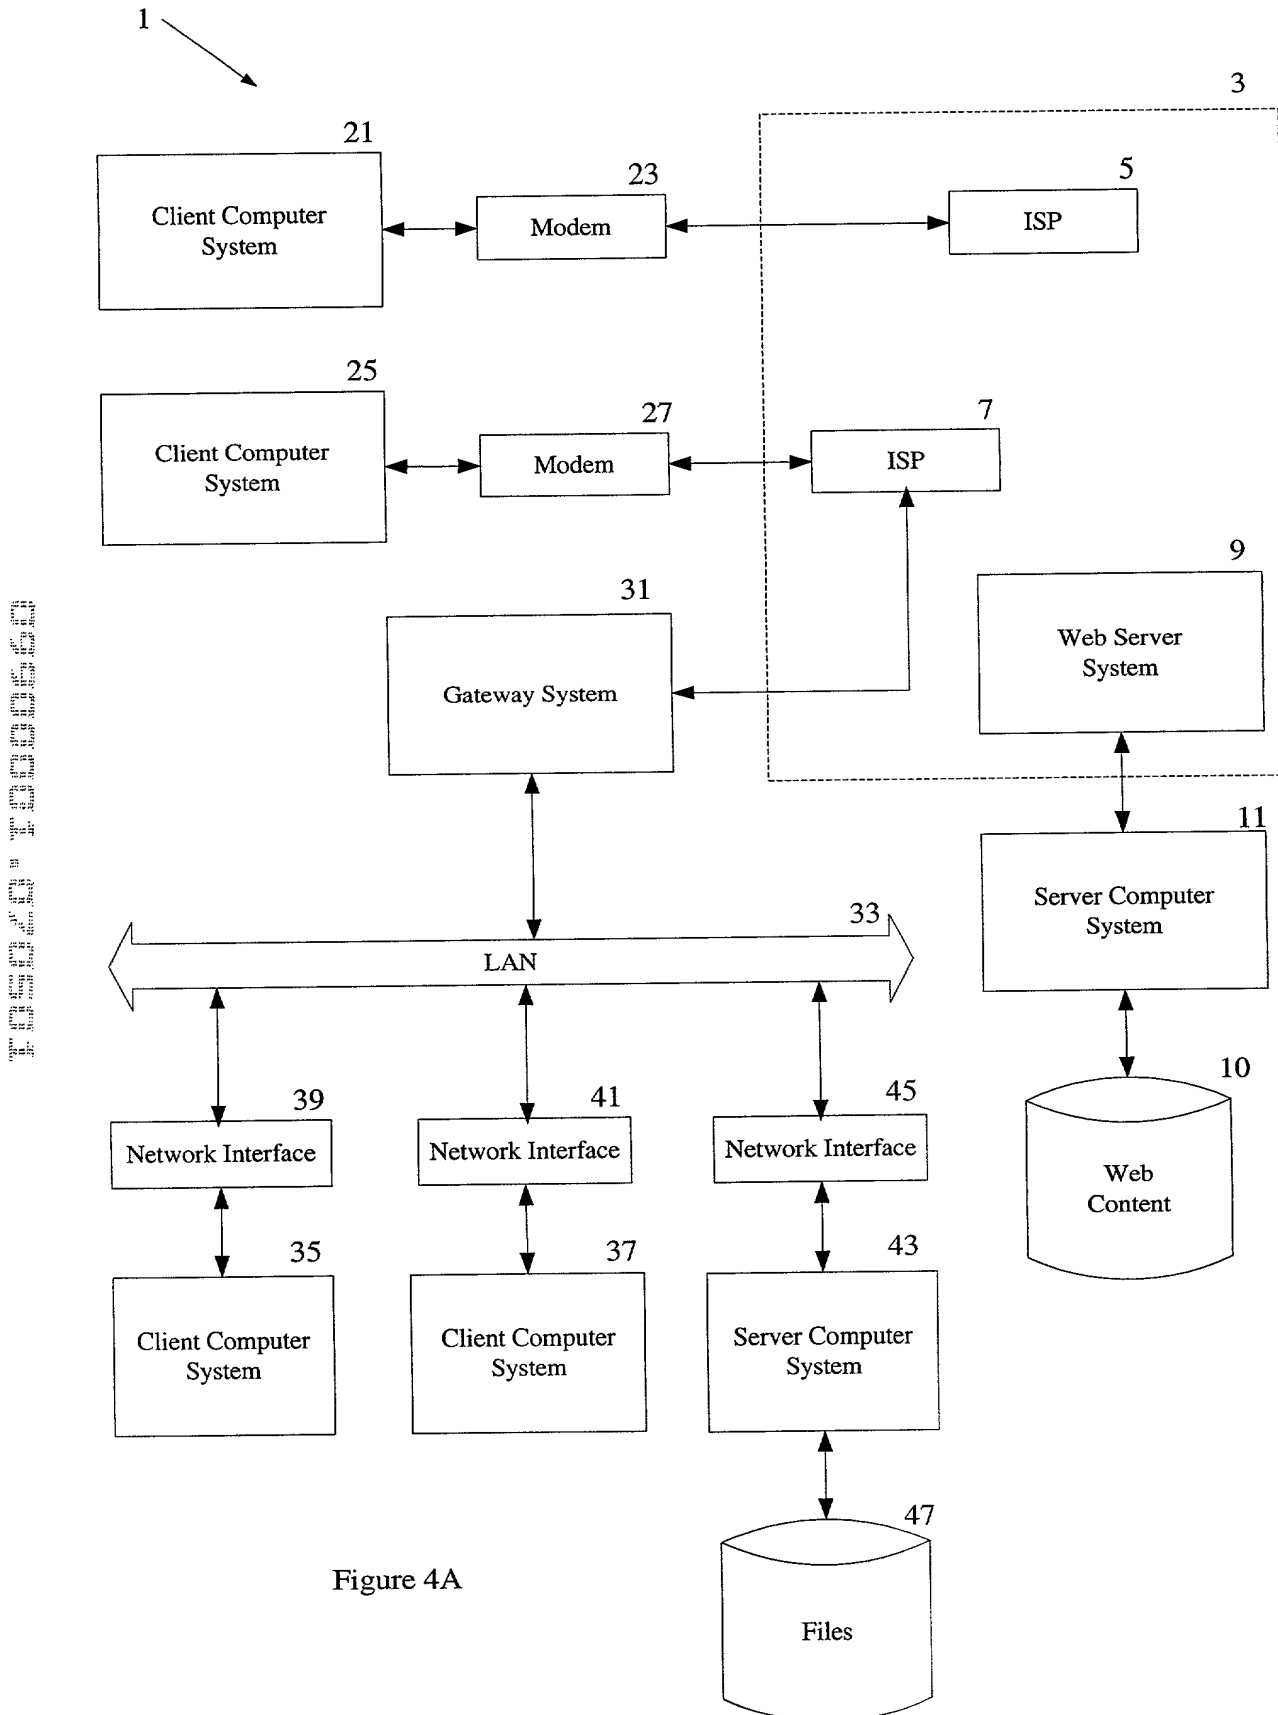 1
3
21
Client Computer
System
23
Modem
5
ISP
25
Client Computer
System
27
Modem
7
ISP
9
Web Server
System
31
Gateway System
11
Server Computer
System
33
LAN
10
Web
Content
39
Network Interface
41
Network Interface
45
Network Interface
35
Client Computer
System
37
Client Computer
System
43
Server Computer
System
47
Files
Figure 4A